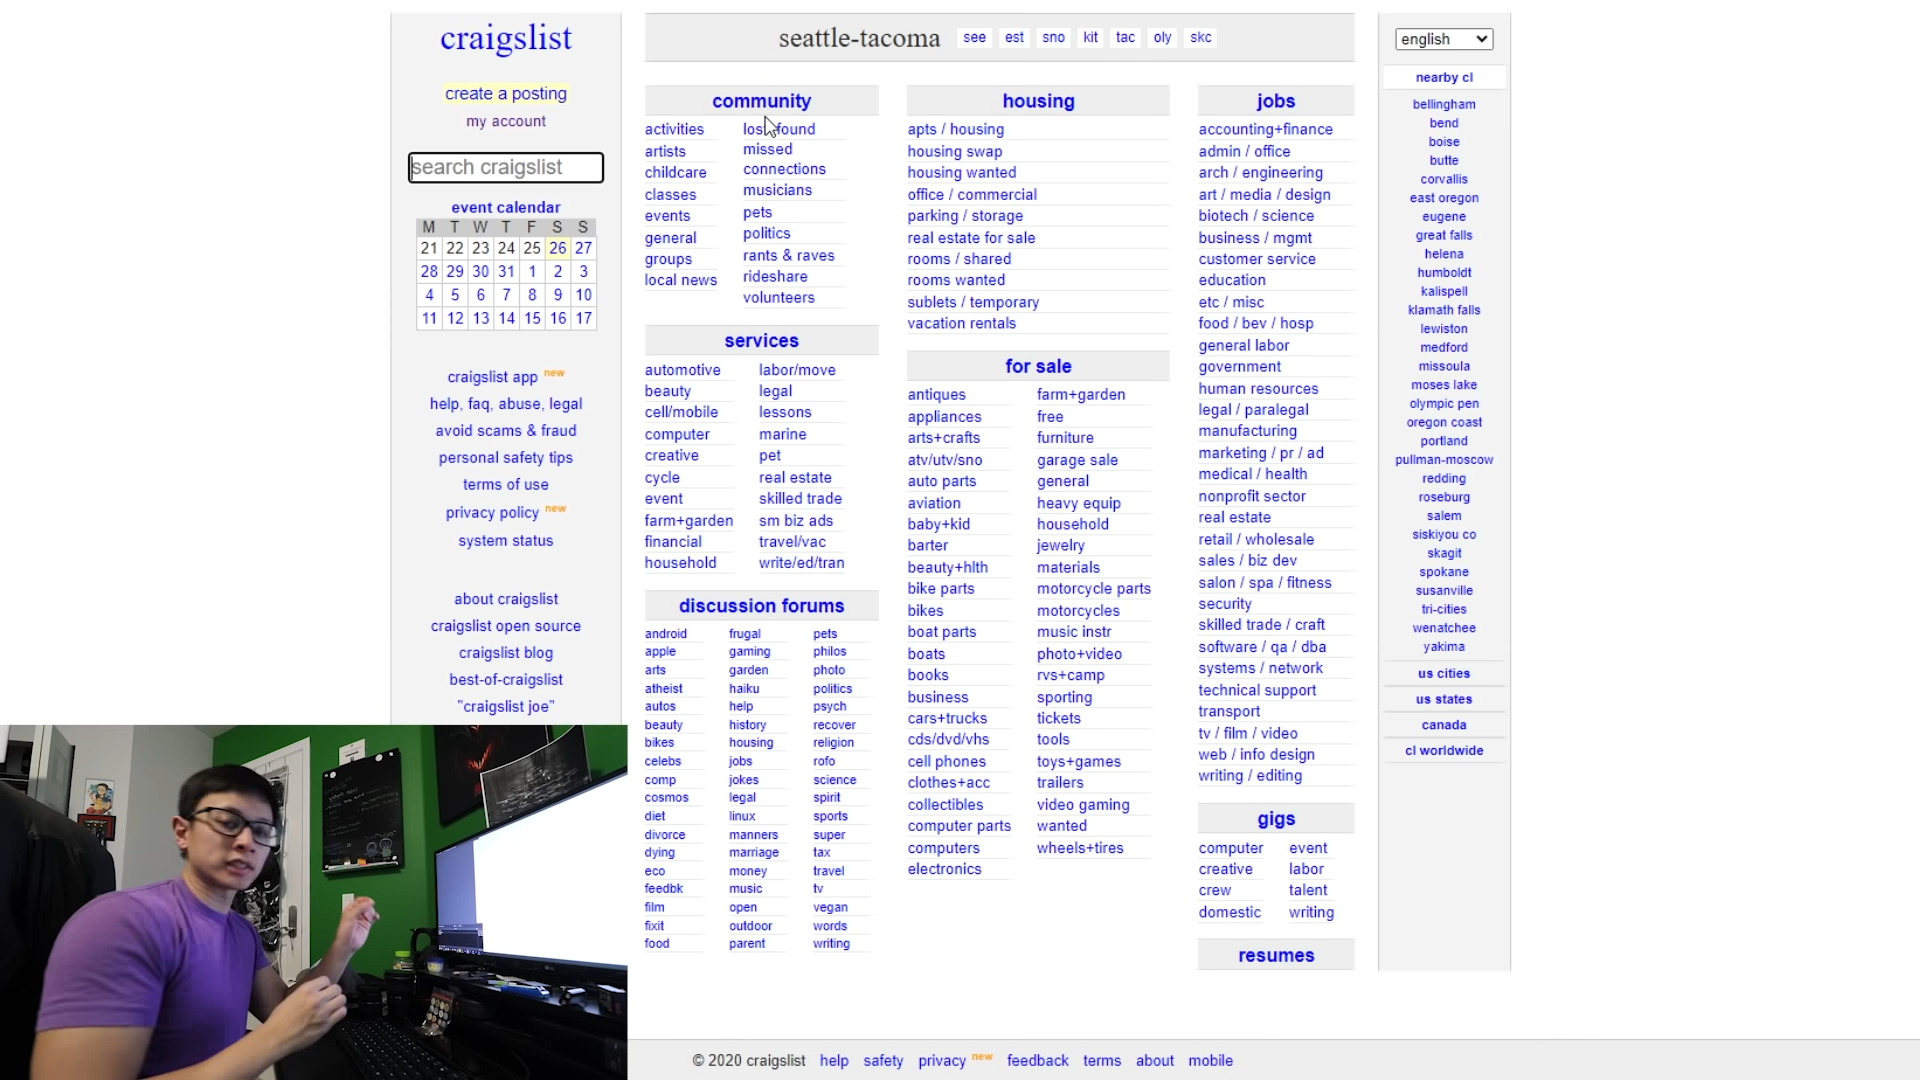 craigslist
create a posting
my account
search craigslist
event calendar
M T W T F S S
21 22 23 24 25 26 27
28 29 30 31 1 2 3
4 5 6 7 8 9 10
11 12 13 14 15 16 17
craigslist app new
help, faq, abuse, legal
avoid scams & fraud
personal safety tips
terms of use
privacy policy new
system status
about craigslist
craigslist open source
craigslist blog
best-of-craigslist
"craigslist joe"
seattle-tacoma see est sno kit tac oly skc
community
activities
artists
childcare
classes
events
general
groups
local news
lost+found
missed
connections
musicians
pets
politics
rants & raves
rideshare
volunteers
services
automotive
beauty
cell/mobile
computer
creative
cycle
event
farm+garden
financial
household
labor/move
legal
lessons
marine
pet
real estate
skilled trade
sm biz ads
travel/vac
write/ed/tran
discussion forums
android
apple
arts
atheist
autos
beauty
bikes
celebs
comp
cosmos
diet
divorce
dying
eco
feedbk
film
fixit
food
frugal
gaming
garden
haiku
help
history
housing
jobs
jokes
legal
linux
manners
marriage
money
music
open
outdoor
parent
pets
philos
photo
politics
psych
recover
religion
rofo
science
spirit
sports
super
tax
travel
tv
vegan
words
writing
housing
apts / housing
housing swap
housing wanted
office / commercial
parking / storage
real estate for sale
rooms / shared
rooms wanted
sublets / temporary
vacation rentals
for sale
antiques
appliances
arts+crafts
atv/utv/sno
auto parts
aviation
baby+kid
barter
beauty+hlth
bike parts
bikes
boat parts
boats
books
business
cars+trucks
cds/dvd/vhs
cell phones
clothes+acc
collectibles
computer parts
computers
electronics
farm+garden
free
furniture
garage sale
general
heavy equip
household
jewelry
materials
motorcycle parts
motorcycles
music instr
photo+video
rvs+camp
sporting
tickets
tools
toys+games
trailers
video gaming
wanted
wheels+tires
jobs
accounting+finance
admin / office
arch / engineering
art / media / design
biotech / science
business / mgmt
customer service
education
etc / misc
food / bev / hosp
general labor
government
human resources
legal / paralegal
manufacturing
marketing / pr / ad
medical / health
nonprofit sector
real estate
retail / wholesale
sales / biz dev
salon / spa / fitness
security
skilled trade / craft
software / qa / dba
systems / network
technical support
transport
tv / film / video
web / info design
writing / editing
gigs
computer
creative
crew
domestic
event
labor
talent
writing
resumes
english
nearby cl
bellingham
bend
boise
butte
corvallis
east oregon
eugene
great falls
helena
humboldt
kalispell
klamath falls
lewiston
medford
missoula
moses lake
olympic pen
oregon coast
portland
pullman-moscow
redding
roseburg
salem
siskiyou co
skagit
spokane
susanville
tri-cities
wenatchee
yakima
us cities
us states
canada
cl worldwide
© 2020 craigslist help safety privacy new feedback terms about mobile